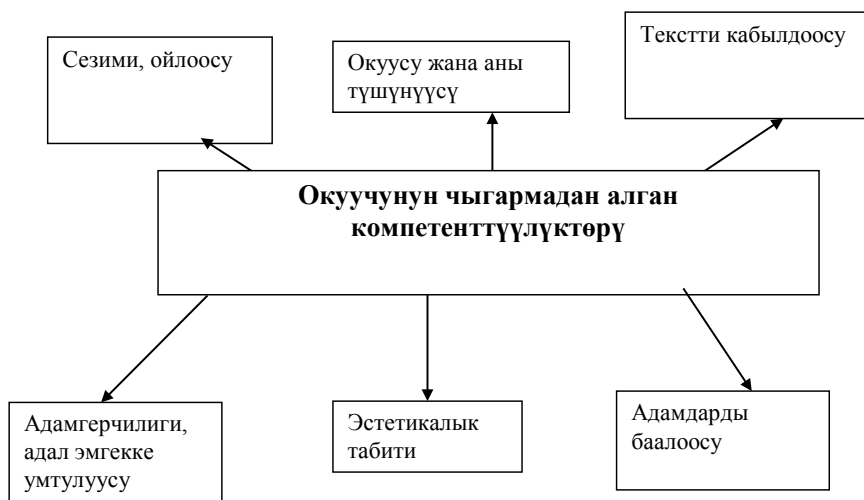 Сезими, ойлоосу
Окуусу жана аны
түшүнүүсү
Текстти кабылдоосу
Окуучунун чыгармадан алган
компетенттүүлүктөрү
Адамгерчилиги,
адал эмгекке
умтулуусу
Эстетикалык
табити
Адамдарды
баалоосу